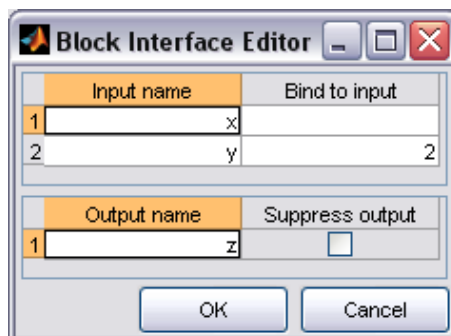 Block Interface Editor
Input name Bind to input
1 x
2 y 2
Output name Suppress output
1 z
OK Cancel